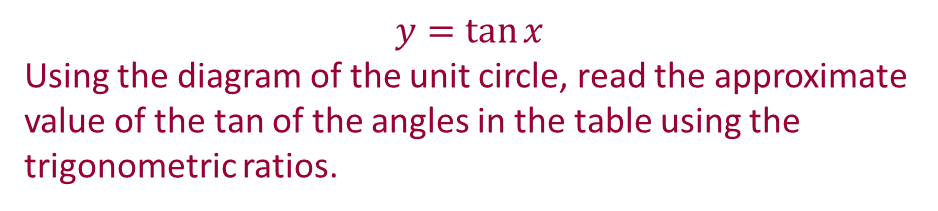 y = tan x
Using the diagram of the unit circle, read the approximate
value of the tan of the angles in the table using the
trigonometric ratios.